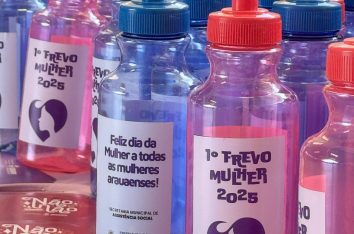 1º FREVO
MULHER
2025
Feliz dia da
Mulher a todas
as mulheres
arauaenses!
SECRETARIA MUNICIPAL DE
ASSISTÊNCIA SOCIAL
1º FREVO
MULHER
2025
NÃO
NÃO